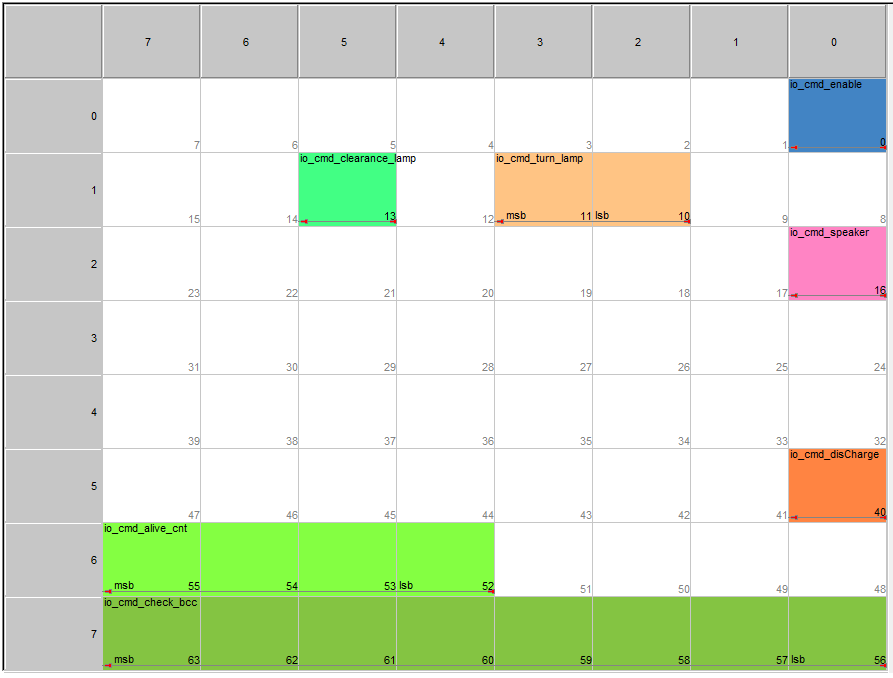 7 6 5 4 3 2 1 0
io_cmd_enable
0
7 6 5 4 3 2 1 0
io_cmd_clearance_lamp io_cmd_turn_lamp
1
15 14 13 12 msb 11 lsb 10 9 8
io_cmd_speaker
2
23 22 21 20 19 18 17 16
3
31 30 29 28 27 26 25 24
4
39 38 37 36 35 34 33 32
io_cmd_disCharge
5
47 46 45 44 43 42 41 40
io_cmd_alive_cnt
6
msb 55 54 53 lsb 52 51 50 49 48
io_cmd_check_bcc
7
msb 63 62 61 60 59 58 57 lsb 56